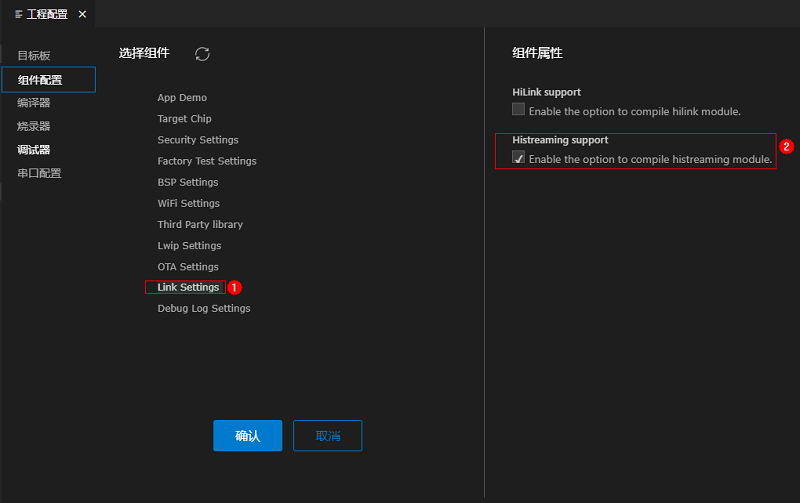 工程配置
目标板
组件配置
编译器
烧录器
调试器
串口配置
选择组件
App Demo
Target Chip
Security Settings
Factory Test Settings
BSP Settings
WiFi Settings
Third Party library
Lwip Settings
OTA Settings
Link Settings 1
Debug Log Settings
确认
取消
组件属性
HiLink support
Enable the option to compile hilink module.
Histreaming support
Enable the option to compile histreaming module.
2